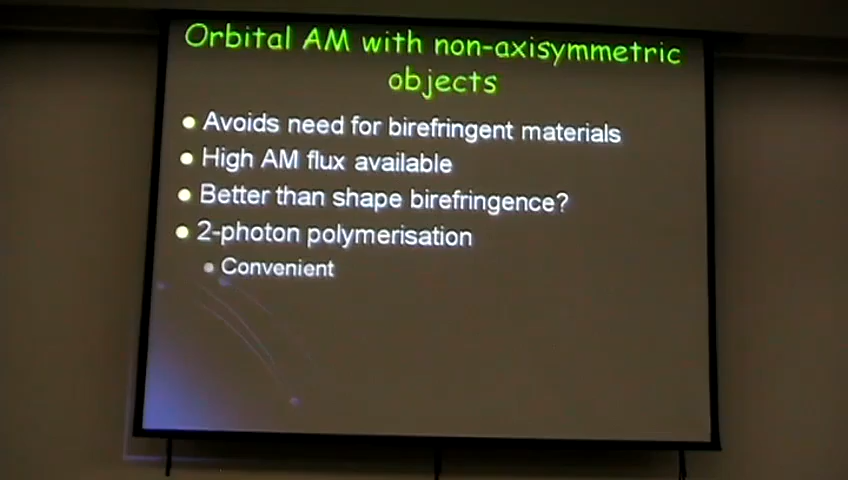 Orbital AM with non-axisymmetric
objects
Avoids need for birefringent materials
High AM flux available
Better than shape birefringence?
2-photon polymerisation
Convenient